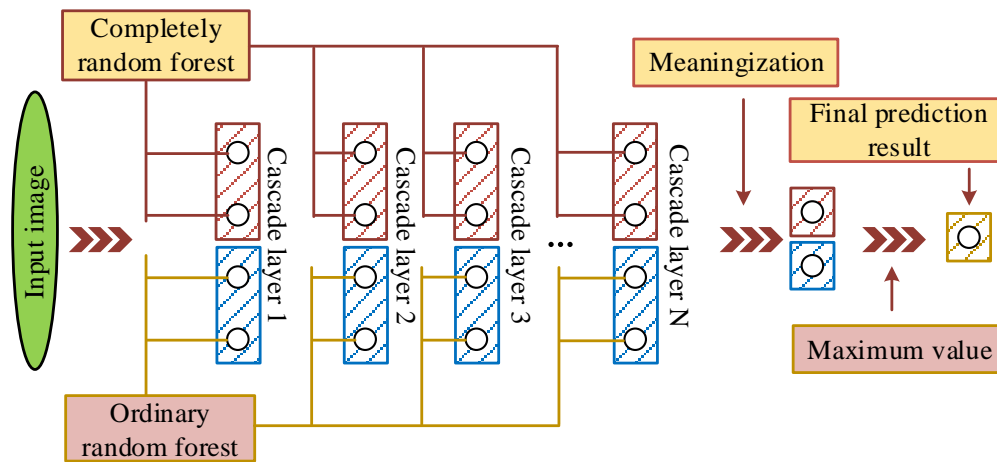 Completely
random forest
Input image
Cascade layer 1
Cascade layer 2
Cascade layer 3
...
Cascade layer N
Ordinary
random forest
Meaningization
Final prediction
result
Maximum value